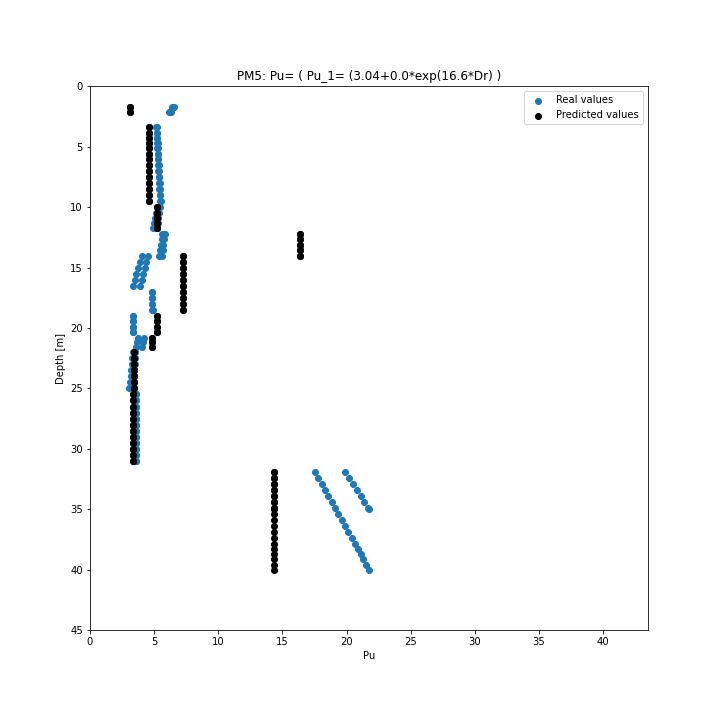 PM5: Pu= ( Pu_1= (3.04+0.0*exp(16.6*Dr) )
Real values
Predicted values
0
5
10
15
20
25
30
35
40
45
Depth [m]
0 5 10 15 20 25 30 35 40
Pu